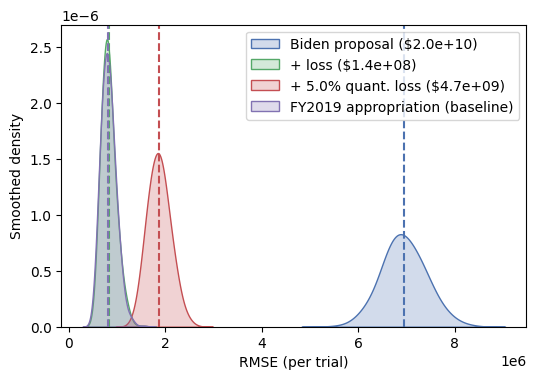 1e−6
2.5
2.0
1.5
1.0
0.5
0.0
Smoothed density
Biden proposal ($2.0e+10)
+ loss ($1.4e+08)
+ 5.0% quant. loss ($4.7e+09)
FY2019 appropriation (baseline)
0 2 4 6 8
RMSE (per trial)
1e6